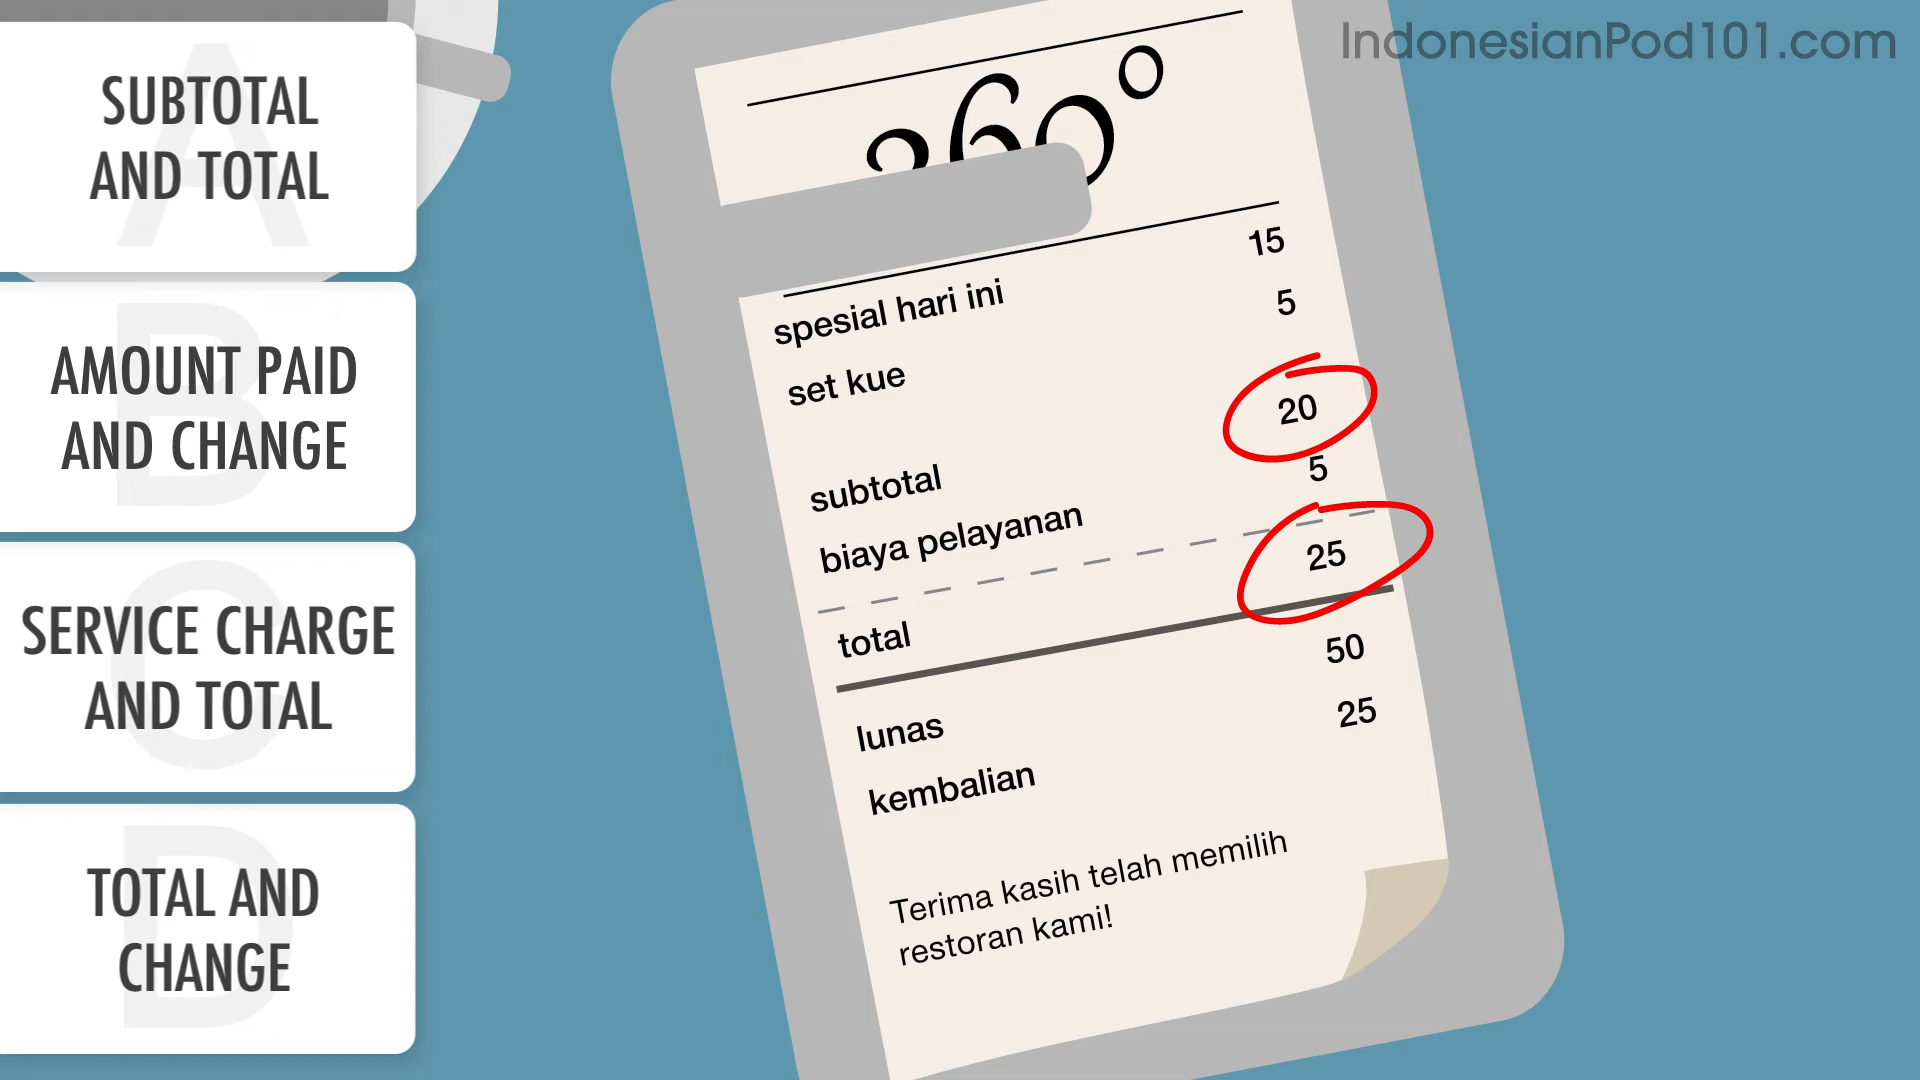 IndonesianPod101.com
A
SUBTOTAL
AND TOTAL
B
AMOUNT PAID
AND CHANGE
C
SERVICE CHARGE
AND TOTAL
D
TOTAL AND
CHANGE
360°
spesial hari ini 15
set kue 5
subtotal 20
biaya pelayanan 5
total 25
lunas 50
kembalian 25
Terima kasih telah memilih
restoran kami!